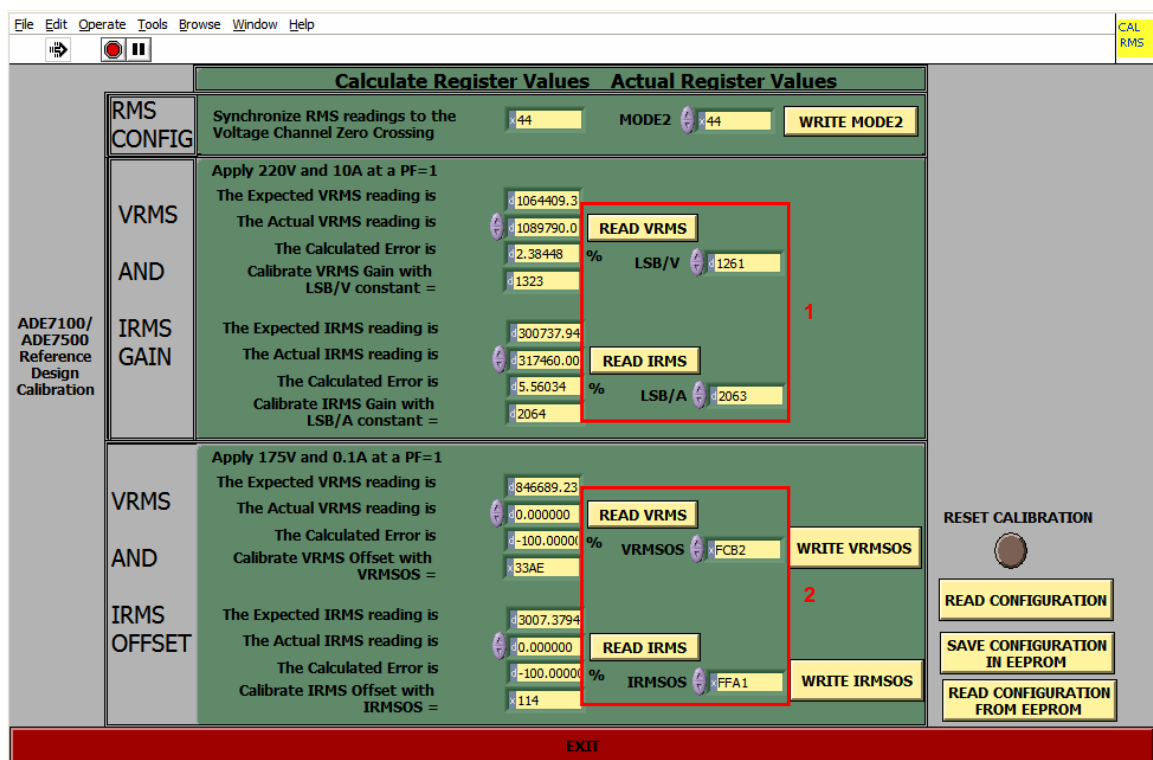 File Edit Operate Tools Browse Window Help
CAL
RMS
Calculate Register Values Actual Register Values
RMS
CONFIG
Synchronize RMS readings to the
Voltage Channel Zero Crossing
x 44
MODE2 x 44
WRITE MODE2
ADE7100/
ADE7500
Reference
Design
Calibration
VRMS
AND
IRMS
GAIN
Apply 220V and 10A at a PF=1
The Expected VRMS reading is d 1064409.3
The Actual VRMS reading is d 1089790.0 READ VRMS
The Calculated Error is d 2.38448 %
LSB/V d 1261
Calibrate VRMS Gain with
LSB/V constant = d 1323
1
The Expected IRMS reading is d 300737.94
The Actual IRMS reading is d 317460.00 READ IRMS
The Calculated Error is d 5.56034 %
LSB/A d 2063
Calibrate IRMS Gain with
LSB/A constant = d 2064
VRMS
AND
IRMS
OFFSET
Apply 175V and 0.1A at a PF=1
The Expected VRMS reading is d 846689.23
The Actual VRMS reading is d 0.000000 READ VRMS
The Calculated Error is d -100.0000 %
VRMSOS x FCB2 WRITE VRMSOS
Calibrate VRMS Offset with
VRMSOS = x 33AE
2
The Expected IRMS reading is d 3007.3794
The Actual IRMS reading is d 0.000000 READ IRMS
The Calculated Error is d -100.0000 %
IRMSOS x FFA1 WRITE IRMSOS
Calibrate IRMS Offset with
IRMSOS = x 114
RESET CALIBRATION
READ CONFIGURATION
SAVE CONFIGURATION
IN EEPROM
READ CONFIGURATION
FROM EEPROM
EXIT